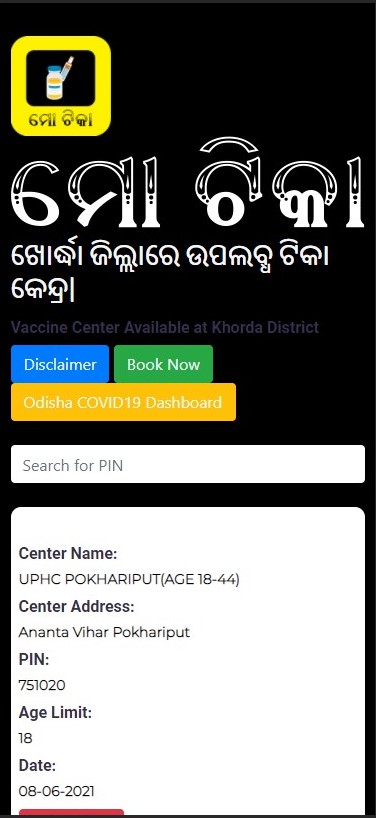 ମୋ ଟିକା
ମୋ ଟିକା
ଖୋର୍ଦ୍ଧା ଜିଲ୍ଲାରେ ଉପଲବ୍ଧ ଟିକା
କେନ୍ଦ୍ର|
Vaccine Center Available at Khorda District
Disclaimer Book Now
Odisha COVID19 Dashboard
Search for PIN
Center Name:
UPHC POKHARIPUT(AGE 18-44)
Center Address:
Ananta Vihar Pokhariput
PIN:
751020
Age Limit:
18
Date:
08-06-2021